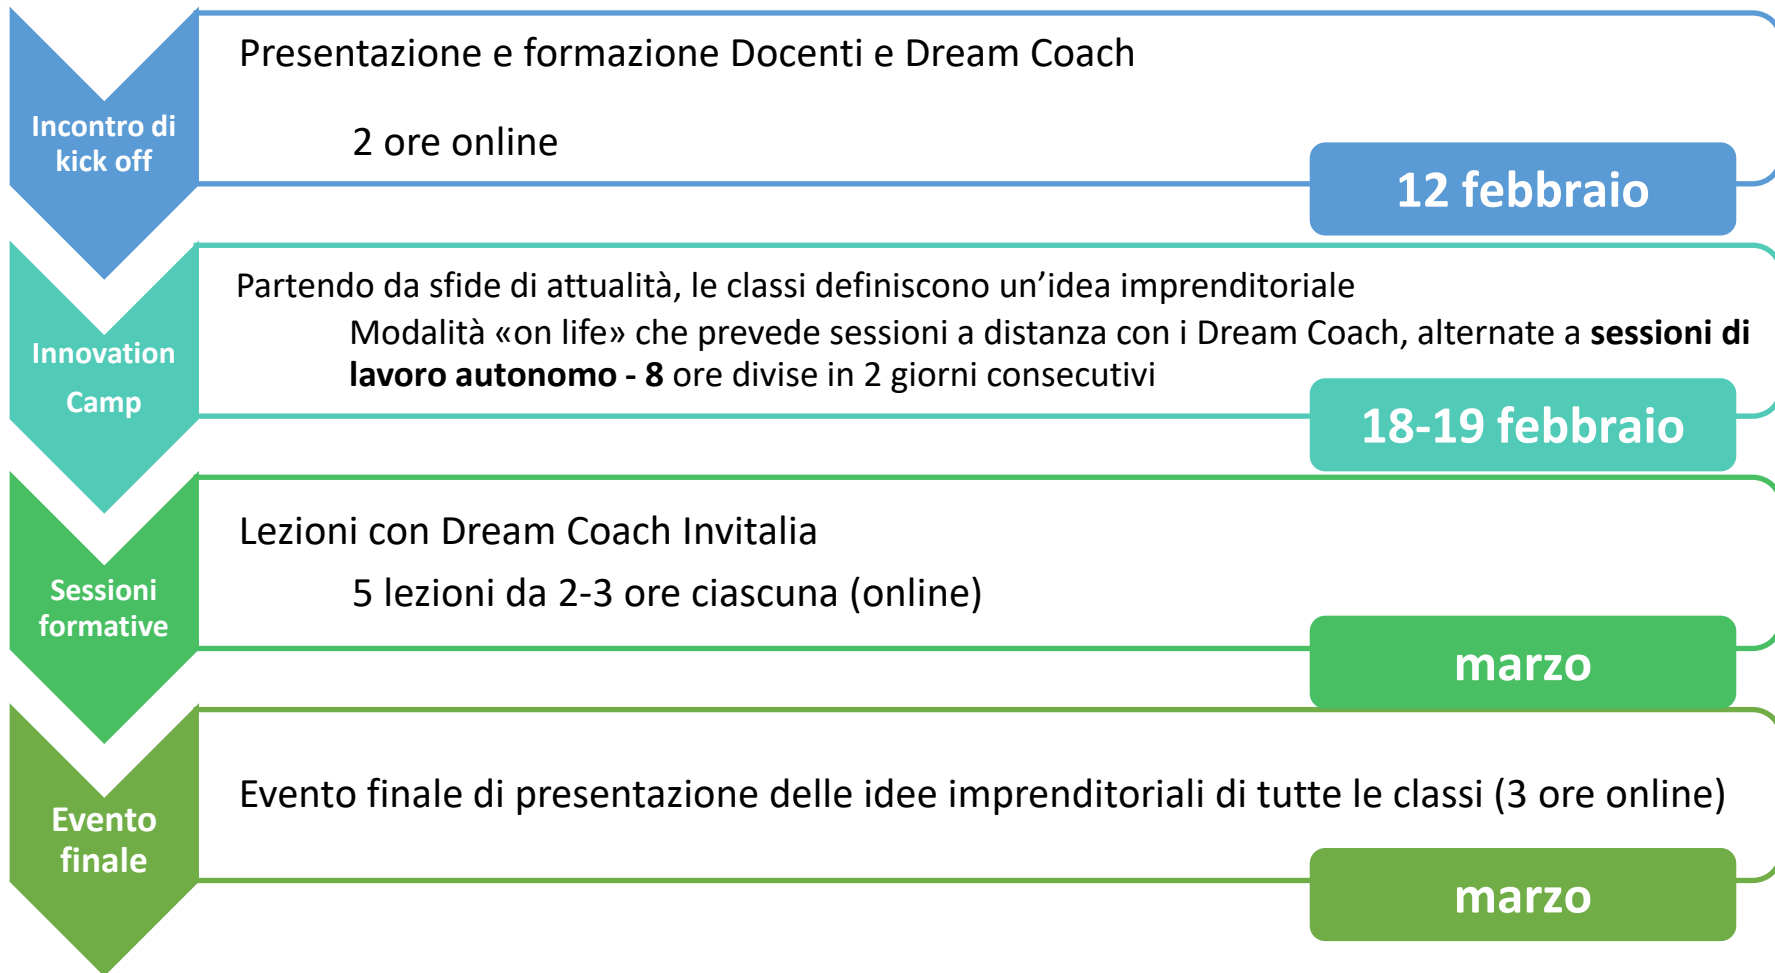 Presentazione e formazione Docenti e Dream Coach
Incontro di
kick off
2 ore online
12 febbraio
Partendo da sfide di attualità, le classi definiscono un’idea imprenditoriale
Modalità «on life» che prevede sessioni a distanza con i Dream Coach, alternate a sessioni di
lavoro autonomo - 8 ore divise in 2 giorni consecutivi
Innovation
Camp
18-19 febbraio
Lezioni con Dream Coach Invitalia
5 lezioni da 2-3 ore ciascuna (online)
Sessioni
formative
marzo
Evento finale di presentazione delle idee imprenditoriali di tutte le classi (3 ore online)
Evento
finale
marzo